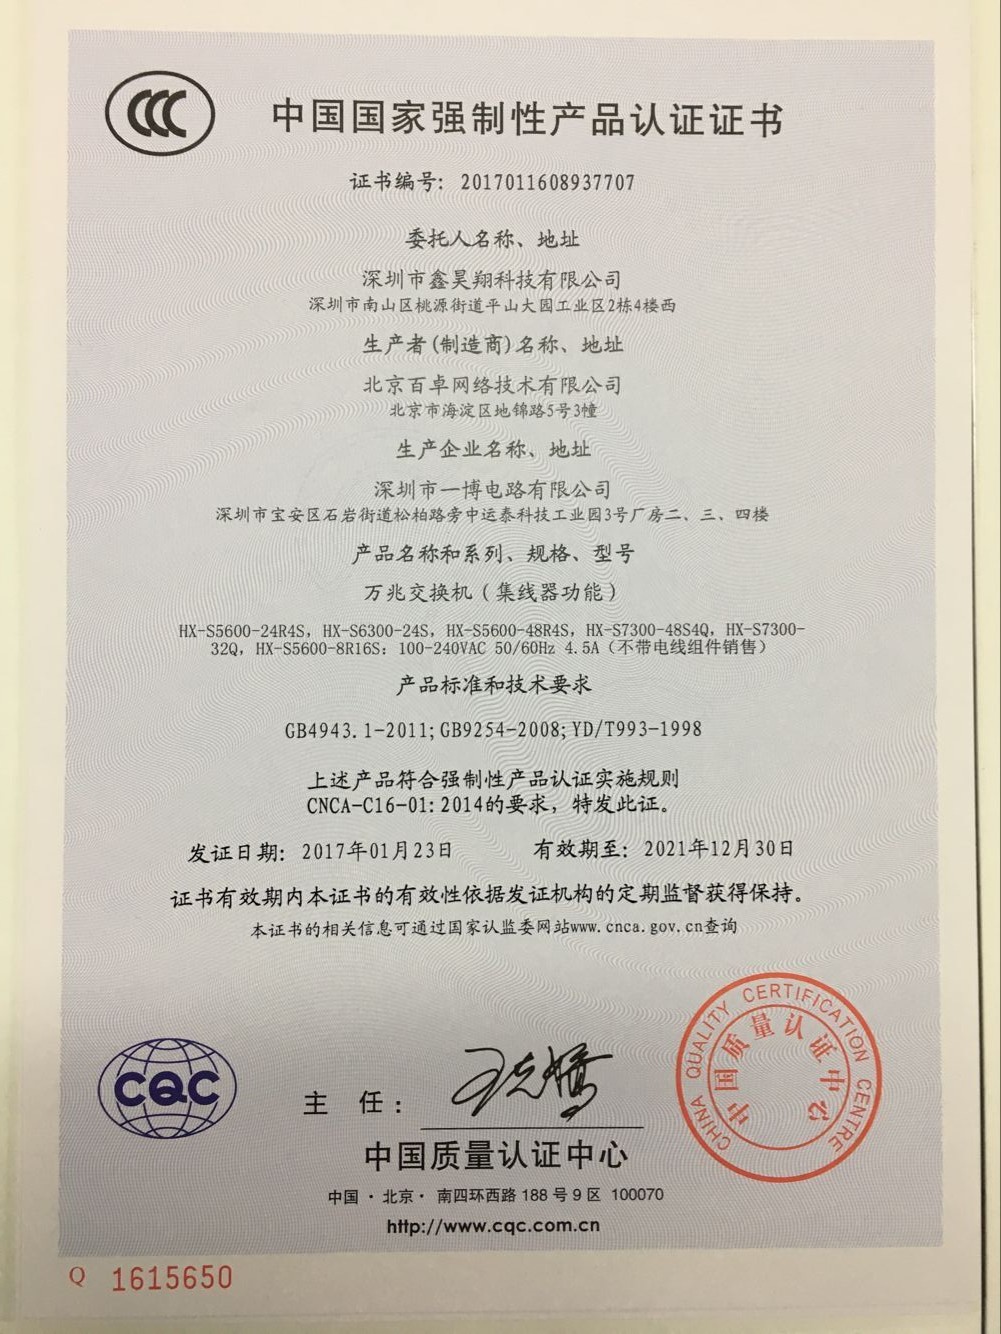 CCC
中国国家强制性产品认证证书
证书编号: 2017011608937707
委托人名称、地址
深圳市鑫昊翔科技有限公司
深圳市南山区桃源街道平山大园工业区2栋4楼西
生产者(制造商)名称、地址
北京百卓网络技术有限公司
北京市海淀区地锦路5号3幢
生产企业名称、地址
深圳市一博电路有限公司
深圳市宝安区石岩街道松柏路旁中运泰科技工业园3号厂房二、三、四楼
产品名称和系列、规格、型号
万兆交换机(集线器功能)
HX-S5600-24R4S, HX-S6300-24S, HX-S5600-48R4S, HX-S7300-48S4Q, HX-S7300-
32Q, HX-S5600-8R16S: 100-240VAC 50/60Hz 4.5A(不带电线组件销售)
产品标准和技术要求
GB4943.1-2011;GB9254-2008;YD/T993-1998
上述产品符合强制性产品认证实施规则
CNCA-C16-01:2014的要求, 特发此证。
发证日期: 2017年01月23日 有效期至: 2021年12月30日
证书有效期内本证书的有效性依据发证机构的定期监督获得保持。
本证书的相关信息可通过国家认监委网站www.cnca.gov.cn查询
CQC
主 任:
CHINA QUALITY CERTIFICATION CENTRE
中国质量认证中心
中国质量认证中心
中国·北京· 南四环西路 188 号 9 区 100070
http://www.cqc.com.cn
Q 1615650